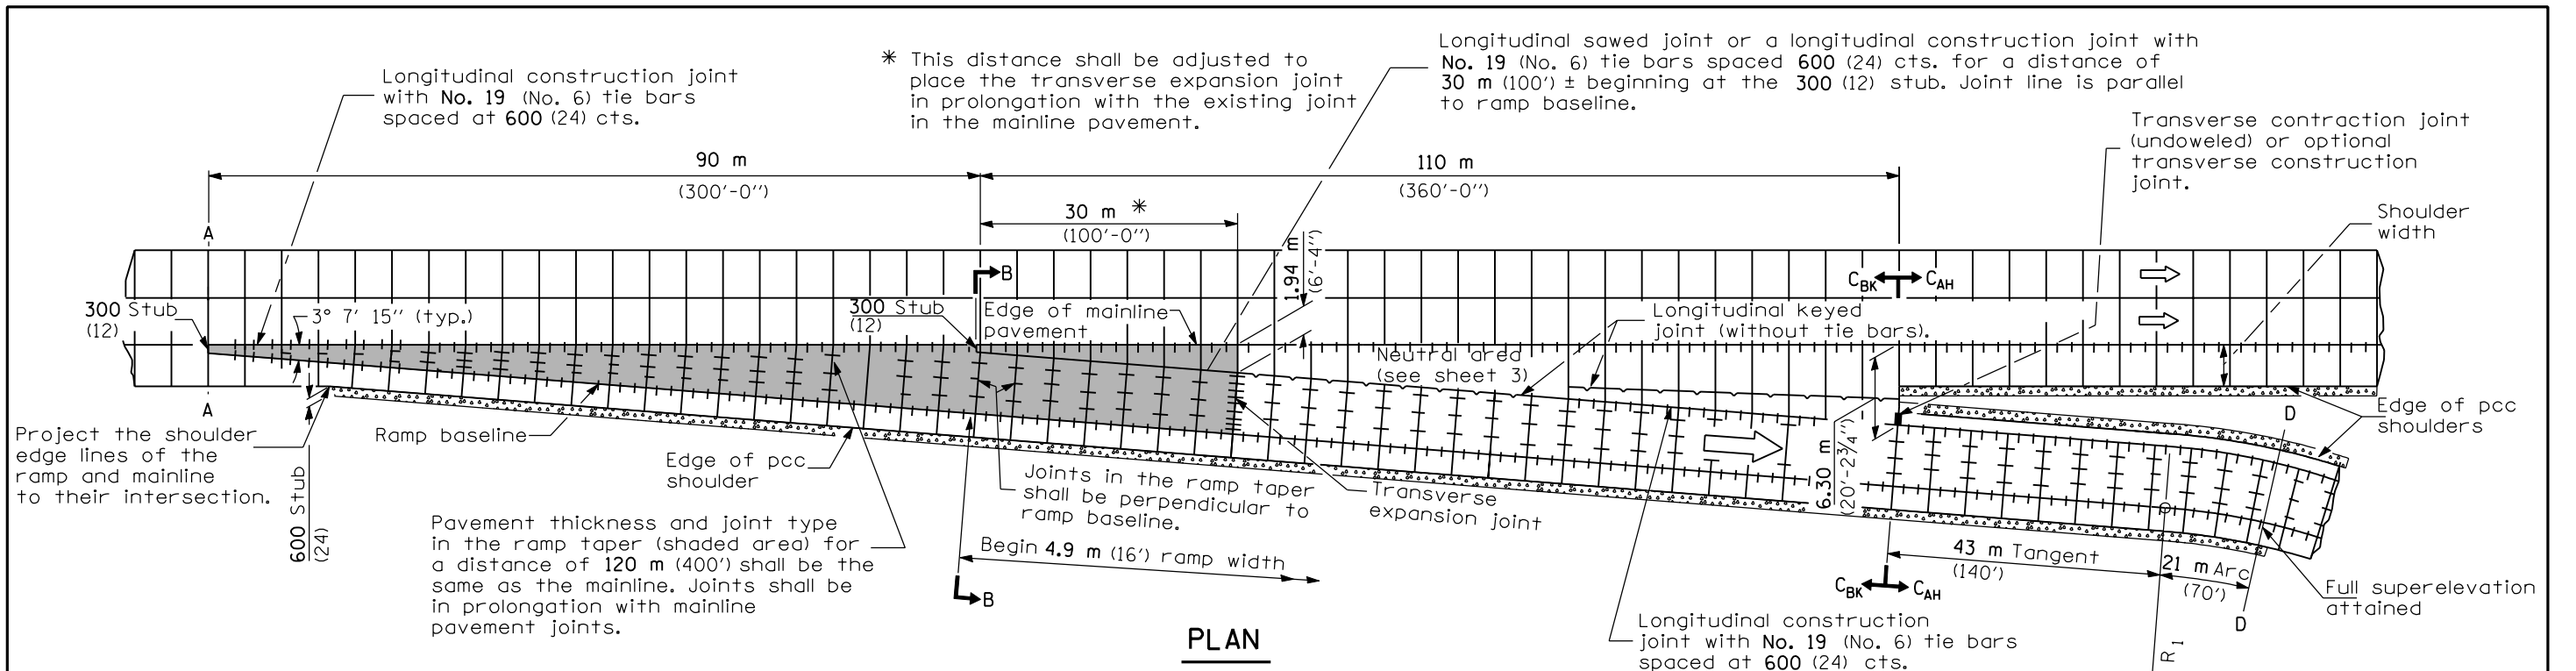 Longitudinal construction joint
with No. 19 (No. 6) tie bars
spaced at 600 (24) cts.
* This distance shall be adjusted to
place the transverse expansion joint
in prolongation with the existing joint
in the mainline pavement.
Longitudinal sawed joint or a longitudinal construction joint with
No. 19 (No. 6) tie bars spaced 600 (24) cts. for a distance of
30 m (100') ± beginning at the 300 (12) stub. Joint line is parallel
to ramp baseline.
Transverse contraction joint
(undoweled) or optional
transverse construction
joint.
90 m
(300'-0'')
110 m
(360'-0'')
30 m *
(100'-0'')
Shoulder
width
A
B
1.94 m
(6'-4'')
CBK
CAH
300 Stub
(12)
3° 7' 15'' (typ.)
300 Stub
(12)
Edge of mainline
pavement
Longitudinal keyed
joint (without tie bars).
Neutral area
(see sheet 3)
A
D
Edge of pcc
shoulders
Project the shoulder
edge lines of the
ramp and mainline
to their intersection.
600 Stub
(24)
Ramp baseline
Edge of pcc
shoulder
Joints in the ramp taper
shall be perpendicular to
ramp baseline.
Transverse
expansion joint
6.30 m
(20'-2¾'')
Pavement thickness and joint type
in the ramp taper (shaded area) for
a distance of 120 m (400') shall be the
same as the mainline. Joints shall be
in prolongation with mainline
pavement joints.
Begin 4.9 m (16') ramp width
B
43 m Tangent
(140')
21 m Arc
(70')
CBK
CAH
Full superelevation
attained
D
R1
Longitudinal construction
joint with No. 19 (No. 6) tie bars
spaced at 600 (24) cts.
PLAN